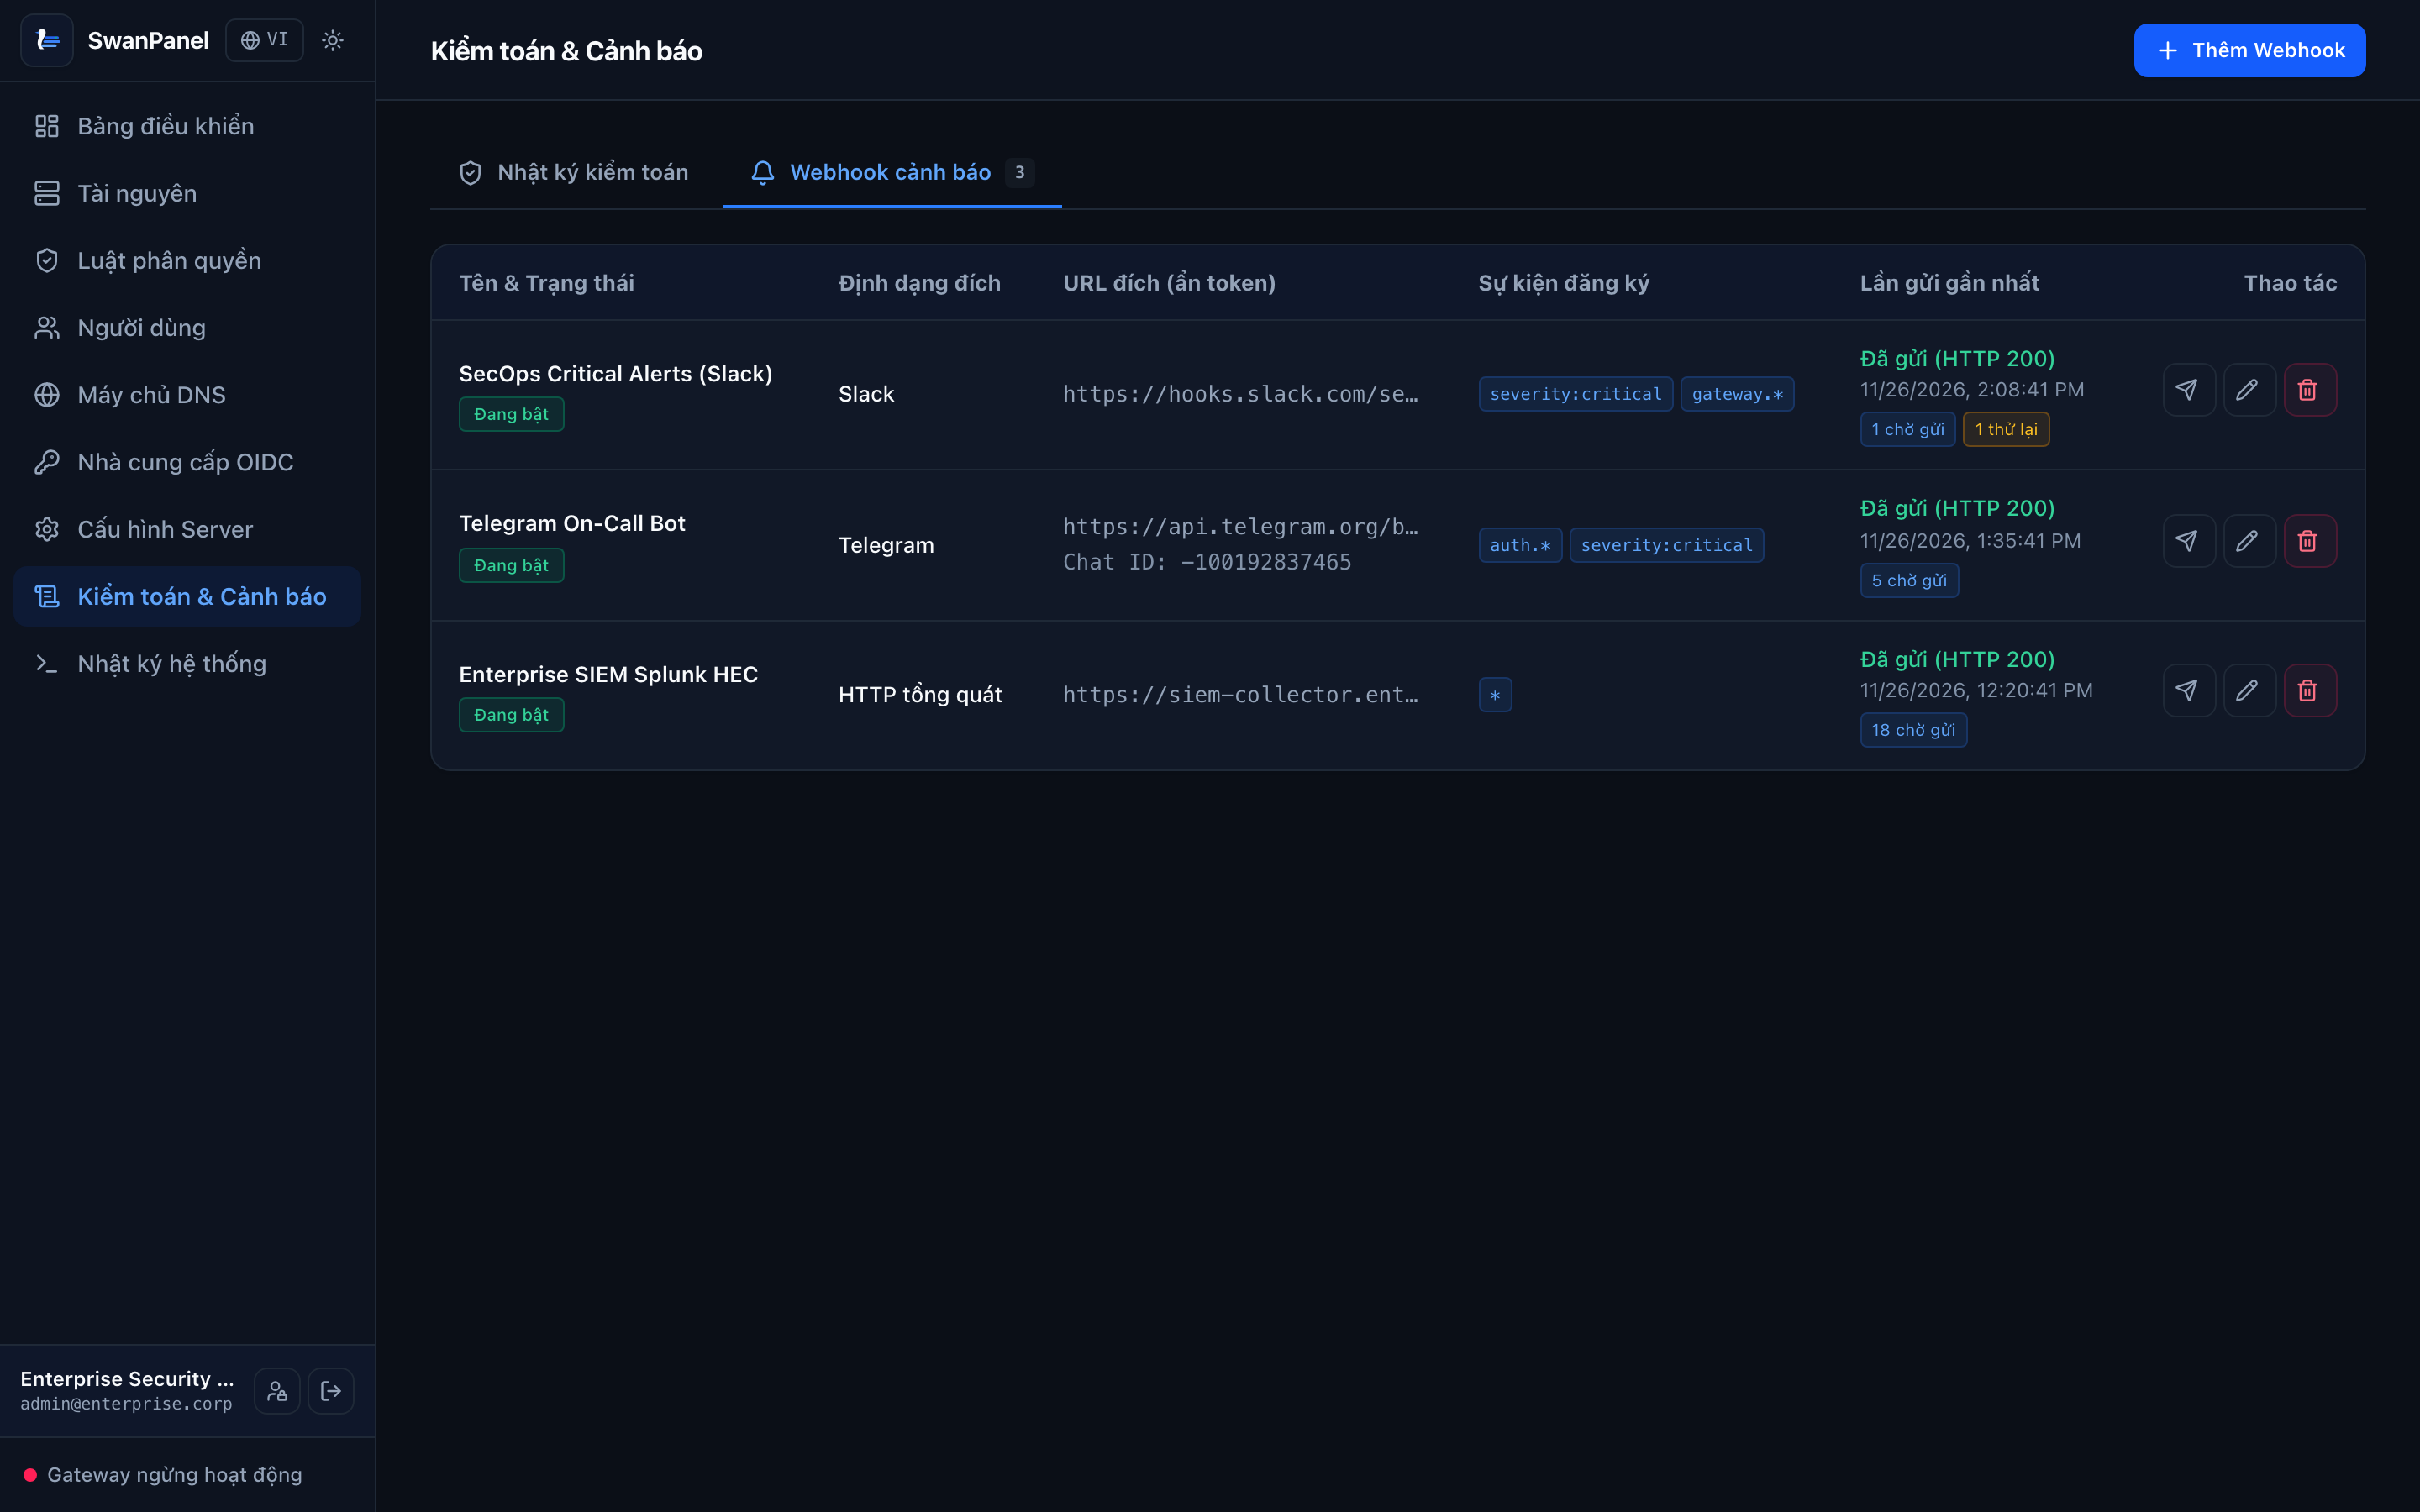 SwanPanel
VI
Bảng điều khiển
Tài nguyên
Luật phân quyền
Người dùng
Máy chủ DNS
Nhà cung cấp OIDC
Cấu hình Server
Kiểm toán & Cảnh báo
Nhật ký hệ thống
Enterprise Security ...
admin@enterprise.corp
Gateway ngừng hoạt động
Kiểm toán & Cảnh báo
Thêm Webhook
Nhật ký kiểm toán
Webhook cảnh báo 3
Tên & Trạng thái
Định dạng đích
URL đích (ẩn token)
Sự kiện đăng ký
Lần gửi gần nhất
Thao tác
SecOps Critical Alerts (Slack)
Đang bật
Slack
https://hooks.slack.com/se…
severity:critical
gateway.*
Đã gửi (HTTP 200)
11/26/2026, 2:08:41 PM
1 chờ gửi
1 thử lại
Telegram On-Call Bot
Đang bật
Telegram
https://api.telegram.org/b…
Chat ID: -100192837465
auth.*
severity:critical
Đã gửi (HTTP 200)
11/26/2026, 1:35:41 PM
5 chờ gửi
Enterprise SIEM Splunk HEC
Đang bật
HTTP tổng quát
https://siem-collector.ent…
*
Đã gửi (HTTP 200)
11/26/2026, 12:20:41 PM
18 chờ gửi